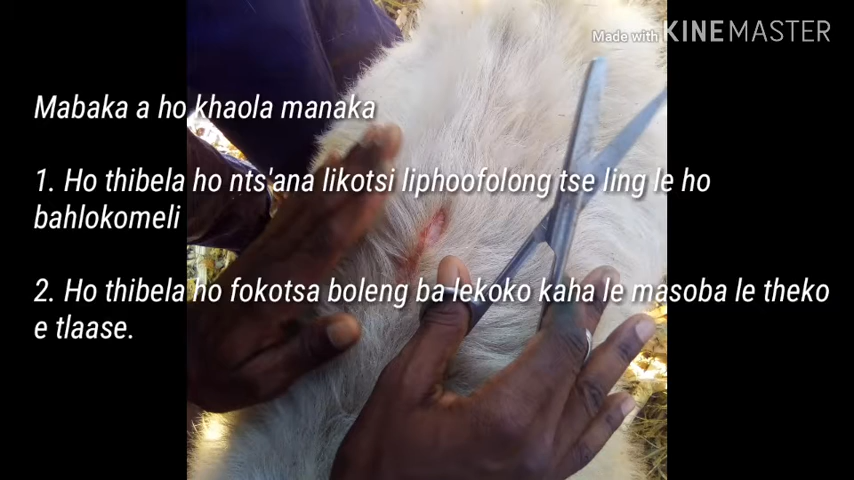 Made with KINEMASTER
Mabaka a ho khaola manaka
1. Ho thibela ho nts'ana likotsi liphoofolong tse ling le ho
bahlokomeli
2. Ho thibela ho fokotsa boleng ba lekoko kaha le masoba le theko
e tlaase.